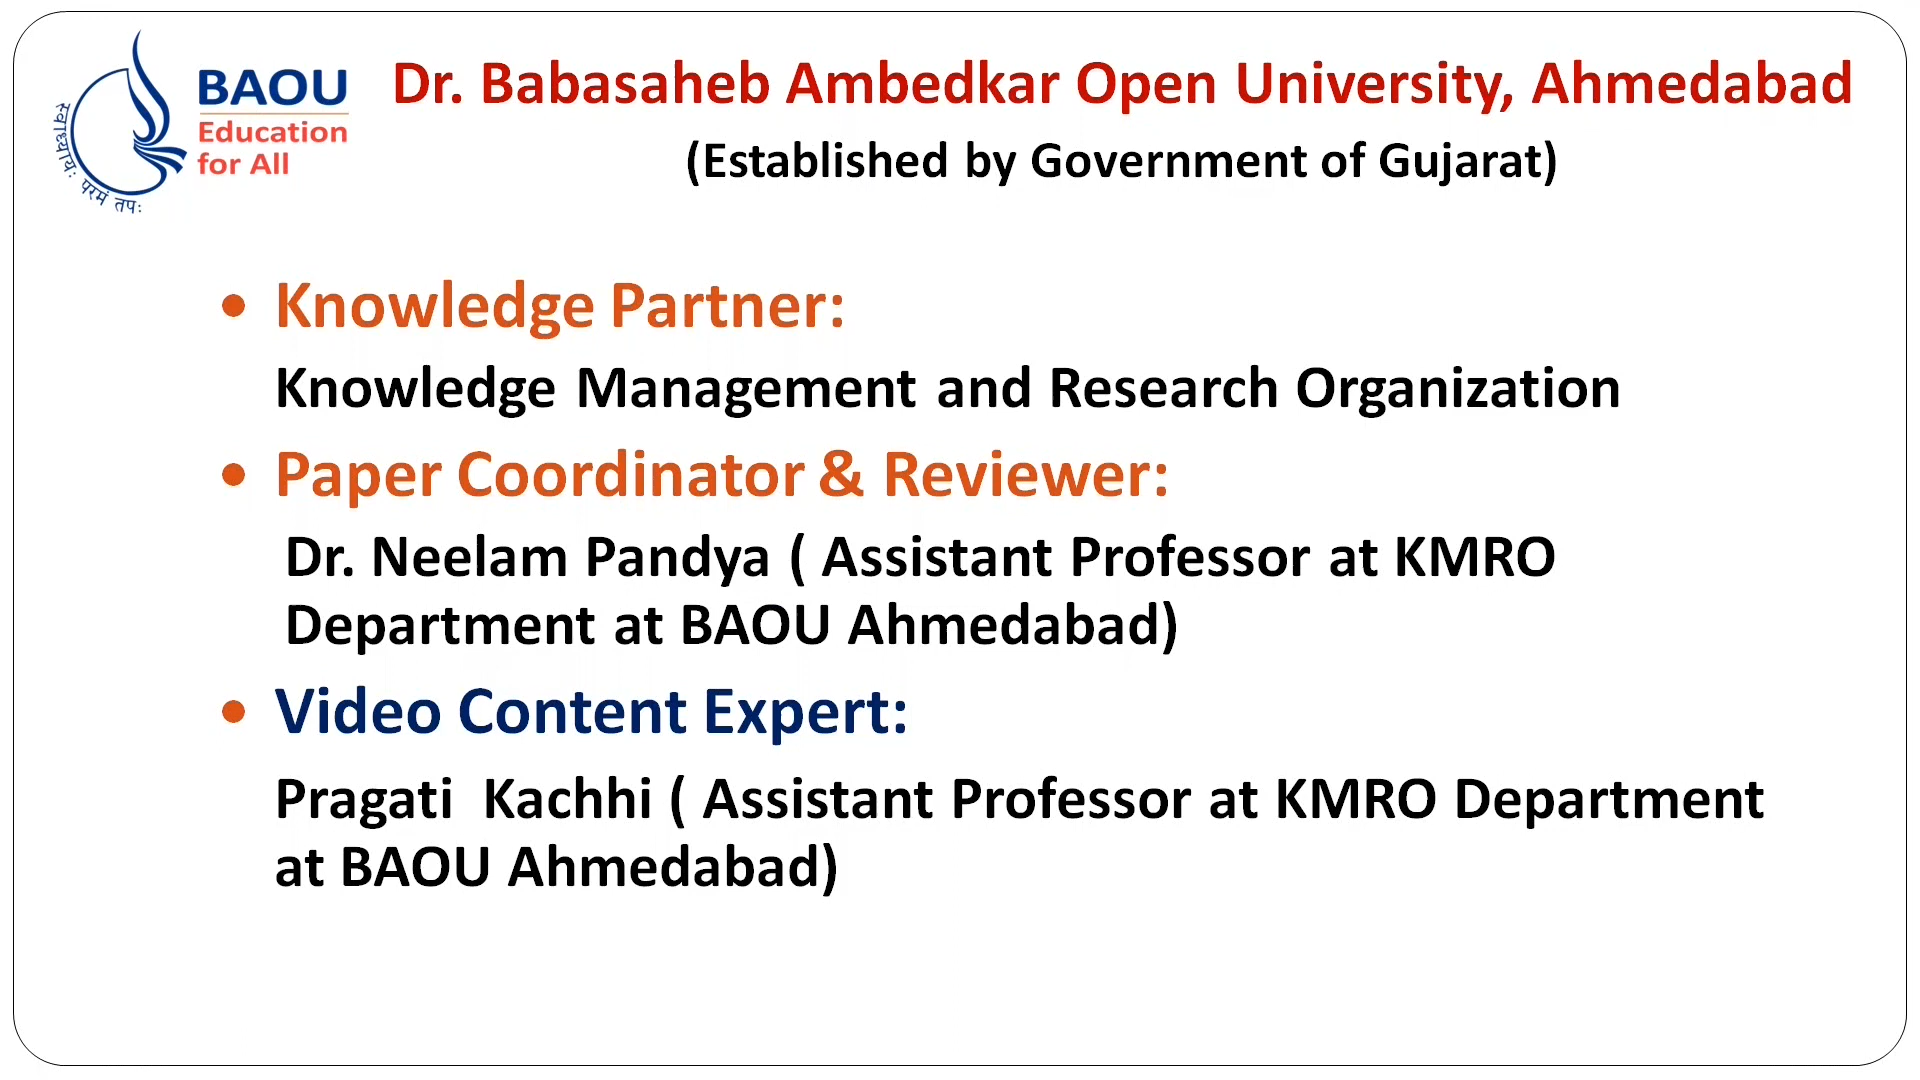 स्वाध्यायः परमं तपः
BAOU
Education
for All
Dr. Babasaheb Ambedkar Open University, Ahmedabad
(Established by Government of Gujarat)
• Knowledge Partner:
Knowledge Management and Research Organization
• Paper Coordinator & Reviewer:
Dr. Neelam Pandya ( Assistant Professor at KMRO
Department at BAOU Ahmedabad)
• Video Content Expert:
Pragati  Kachhi ( Assistant Professor at KMRO Department
at BAOU Ahmedabad)